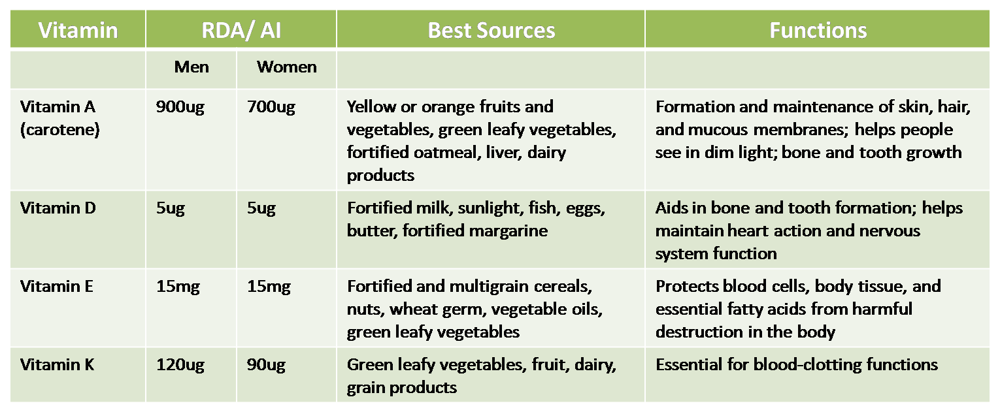 Vitamin RDA/ AI Best Sources Functions
Men Women
Vitamin A
(carotene)
900ug
700ug
Yellow or orange fruits and
vegetables, green leafy vegetables,
fortified oatmeal, liver, dairy
products
Formation and maintenance of skin, hair,
and mucous membranes; helps people
see in dim light; bone and tooth growth
Vitamin D
5ug
5ug
Fortified milk, sunlight, fish, eggs,
butter, fortified margarine
Aids in bone and tooth formation; helps
maintain heart action and nervous
system function
Vitamin E
15mg
15mg
Fortified and multigrain cereals,
nuts, wheat germ, vegetable oils,
green leafy vegetables
Protects blood cells, body tissue, and
essential fatty acids from harmful
destruction in the body
Vitamin K
120ug
90ug
Green leafy vegetables, fruit, dairy,
grain products
Essential for blood-clotting functions